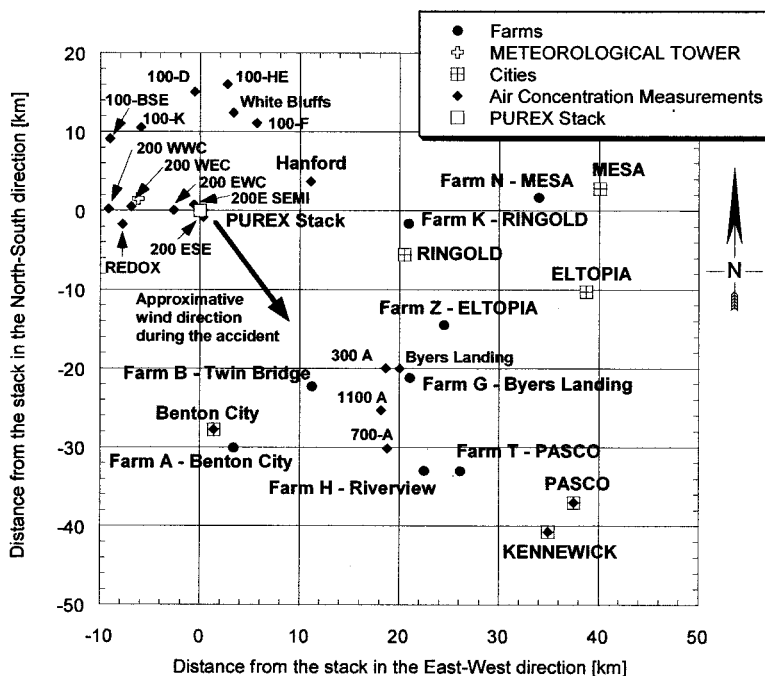 Farms
METEOROLOGICAL TOWER
Cities
Air Concentration Measurements
PUREX Stack
Distance from the stack in the North-South direction [km]
20
10
0
-10
-20
-30
-40
-50
100-D
100-HE
100-BSE
White Bluffs
100-K
100-F
200 WWC
200 WEC
Hanford
200 EWC
200E SEMI
Farm N - MESA
MESA
PUREX Stack
Farm K - RINGOLD
200 ESE
REDOX
RINGOLD
ELTOPIA
N
Approximative
wind direction
during the accident
Farm Z - ELTOPIA
300 A
Byers Landing
Farm B - Twin Bridge
Farm G - Byers Landing
1100 A
Benton City
700-A
Farm A - Benton City
Farm T - PASCO
Farm H - Riverview
PASCO
KENNEWICK
-10
0
10
20
30
40
50
Distance from the stack in the East-West direction [km]